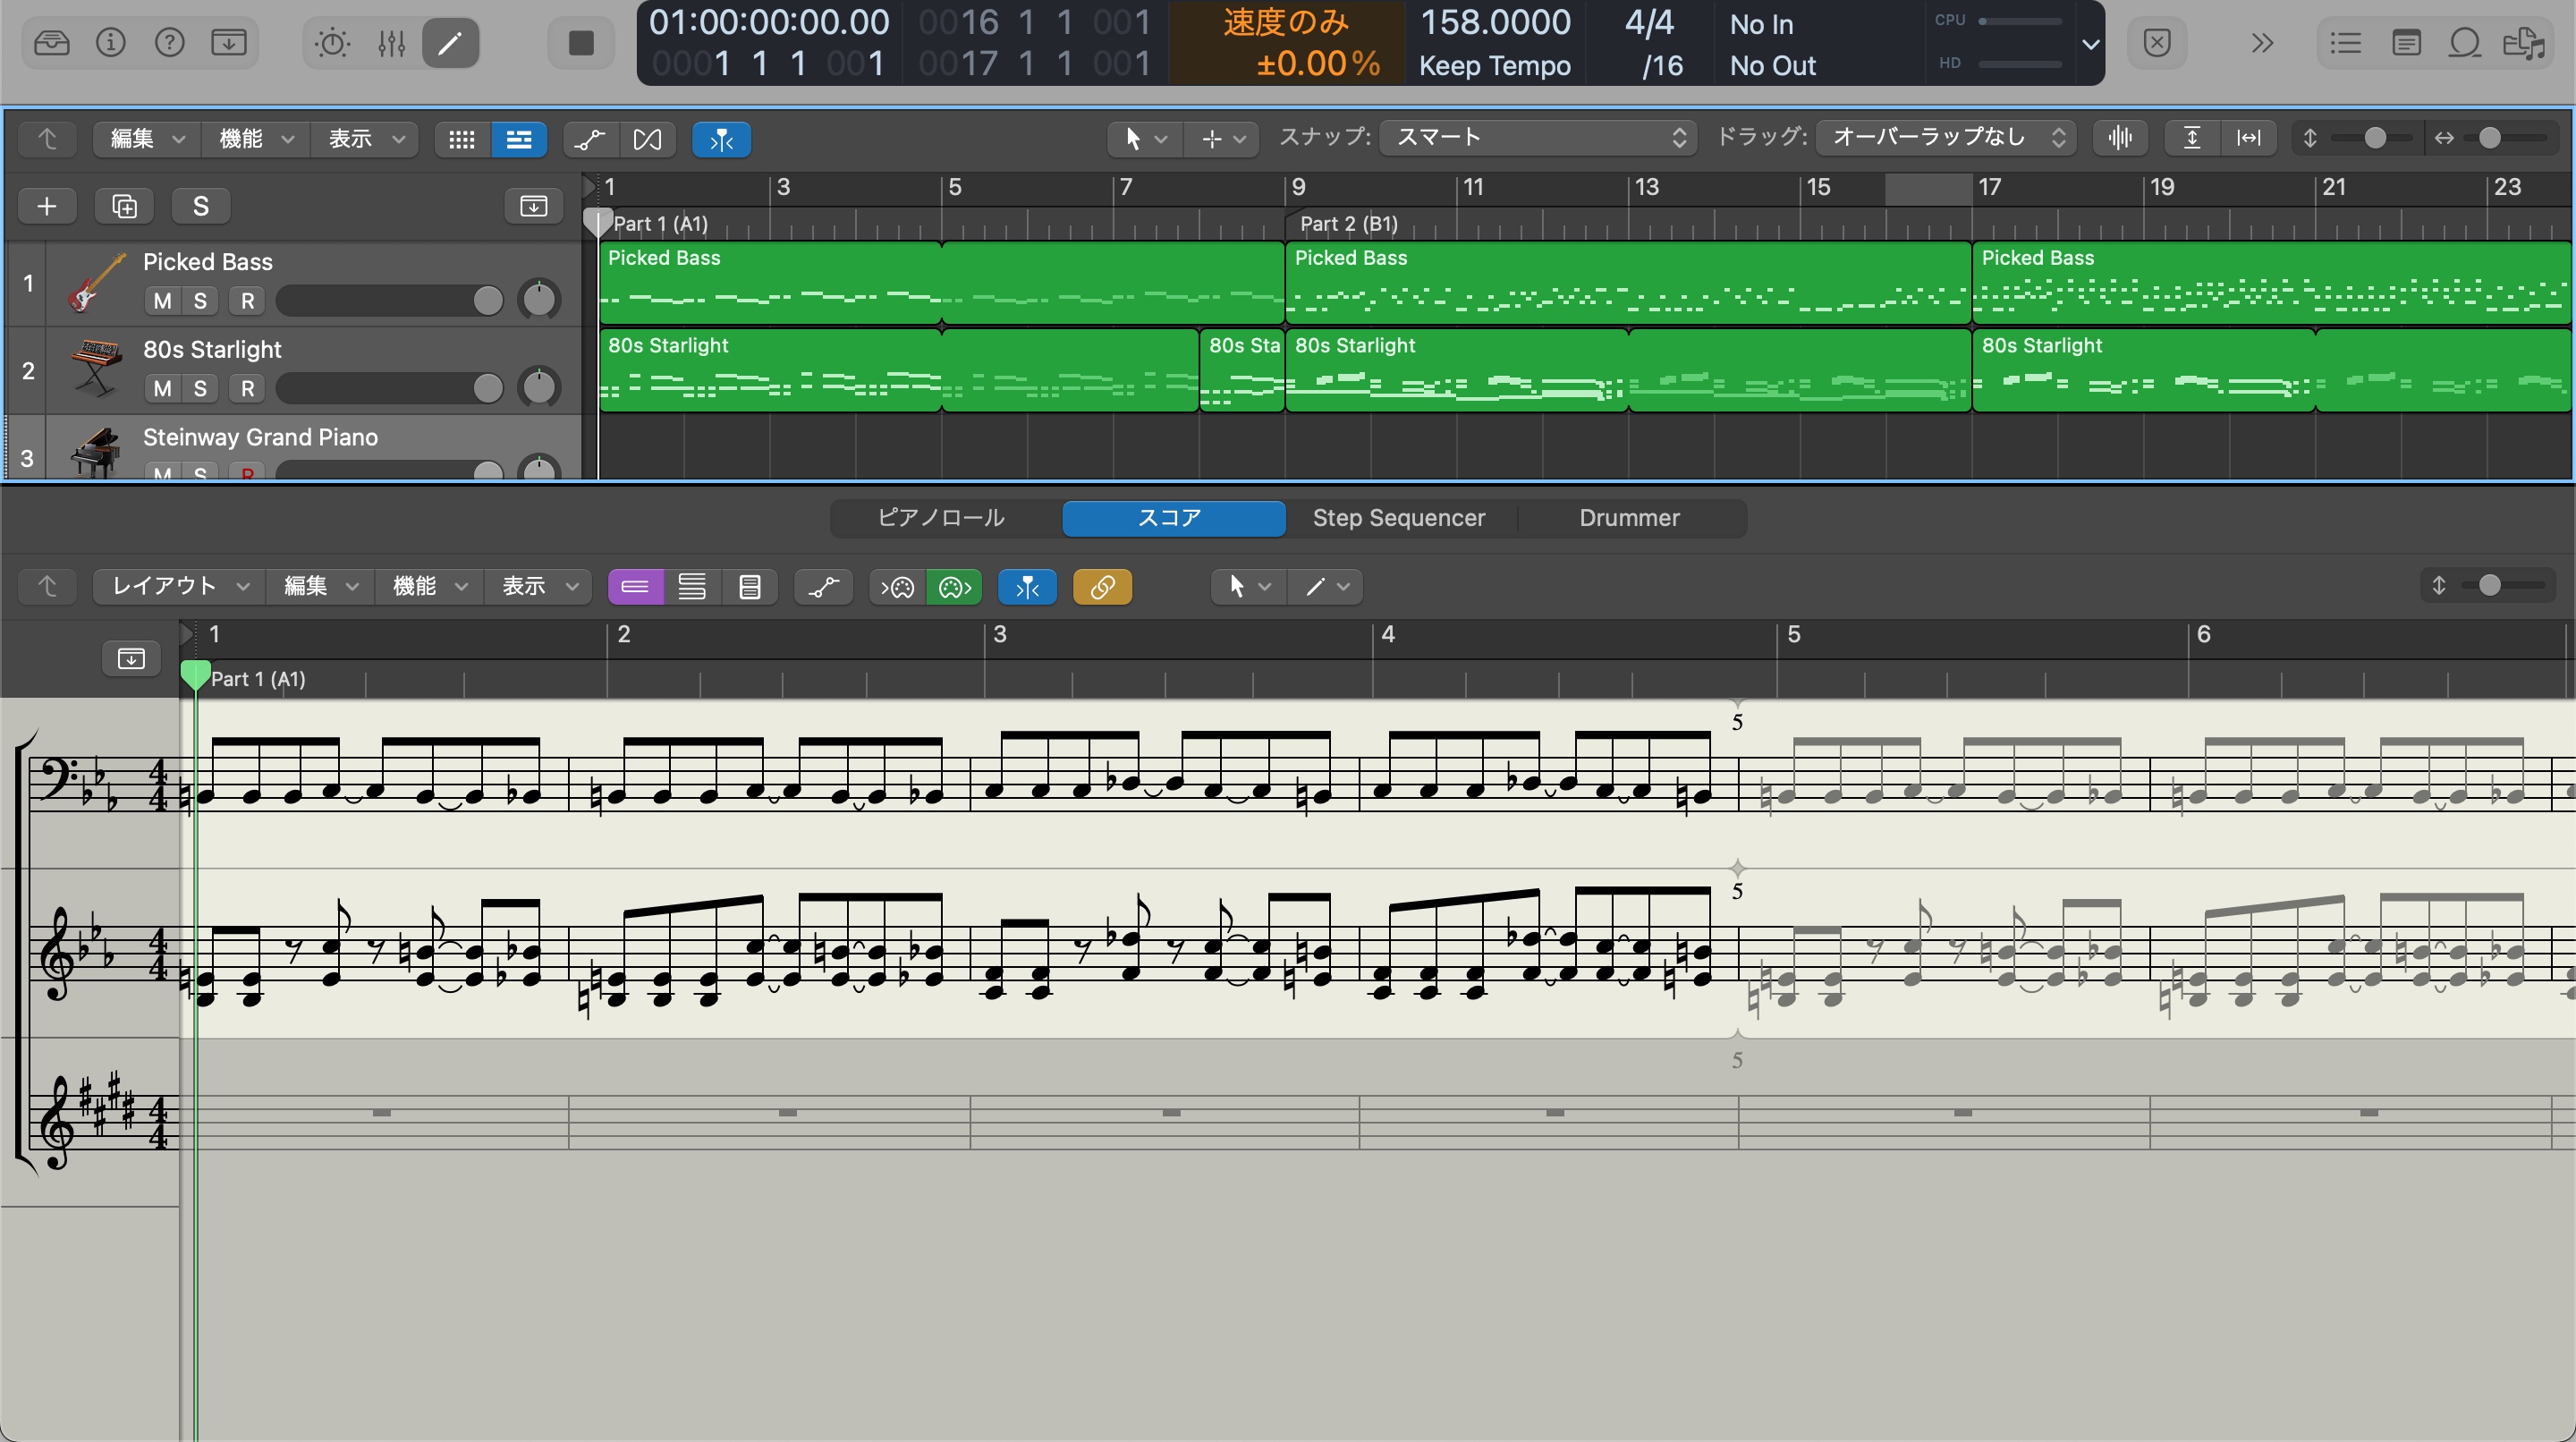 01:00:00:00.00 0016 1 1 001 速度のみ 158.0000 4/4 No In CPU
0001 1 1 001 0017 1 1 001 ±0.00% Keep Tempo /16 No Out HD
編集 機能 表示 スナップ: スマート ドラッグ: オーバーラップなし
S 1 3 5 7 9 11 13 15 17 19 21 23
Part 1 (A1) Part 2 (B1)
1 Picked Bass
M S R
Picked Bass Picked Bass Picked Bass
2 80s Starlight
M S R
80s Starlight 80s Sta 80s Starlight 80s Starlight
3 Steinway Grand Piano
M S R
ピアノロール スコア Step Sequencer Drummer
レイアウト 編集 機能 表示
1 2 3 4 5 6
Part 1 (A1)
5
4
4
5
4
4
5
4
4